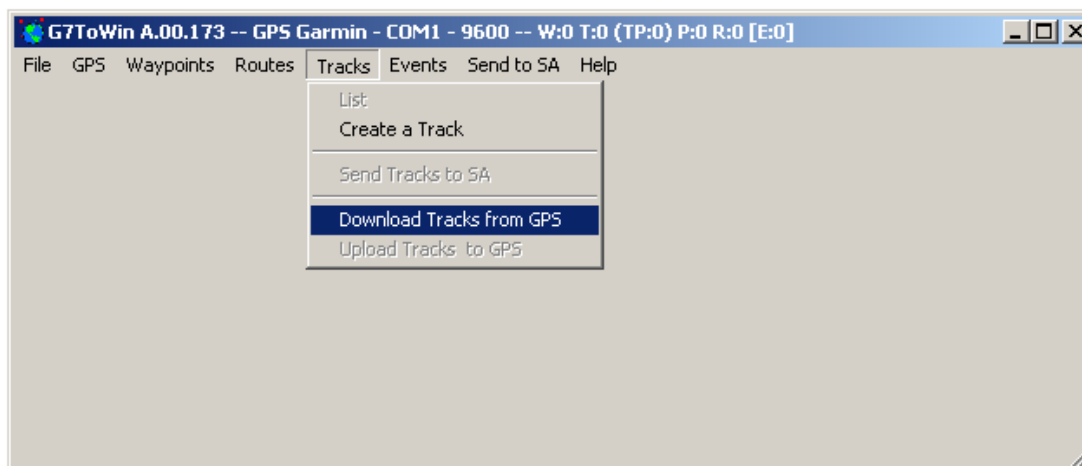 G7ToWin A.00.173 -- GPS Garmin - COM1 - 9600 -- W:0 T:0 (TP:0) P:0 R:0 [E:0]
File GPS Waypoints Routes Tracks Events Send to SA Help
List
Create a Track
Send Tracks to SA
Download Tracks from GPS
Upload Tracks to GPS